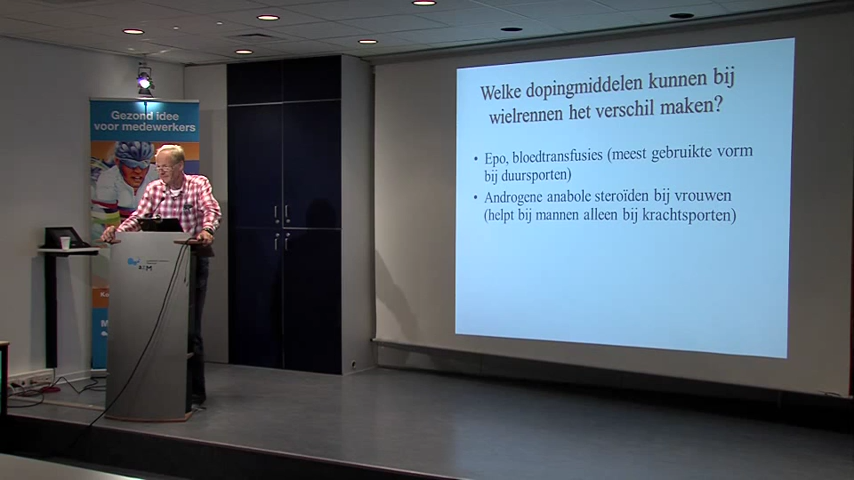 Gezond idee
voor medewerkers
Welke dopingmiddelen kunnen bij
wielrennen het verschil maken?
• Epo, bloedtransfusies (meest gebruikte vorm
bij duursporten)
• Androgene anabole steroïden bij vrouwen
(helpt bij mannen alleen bij krachtsporten)